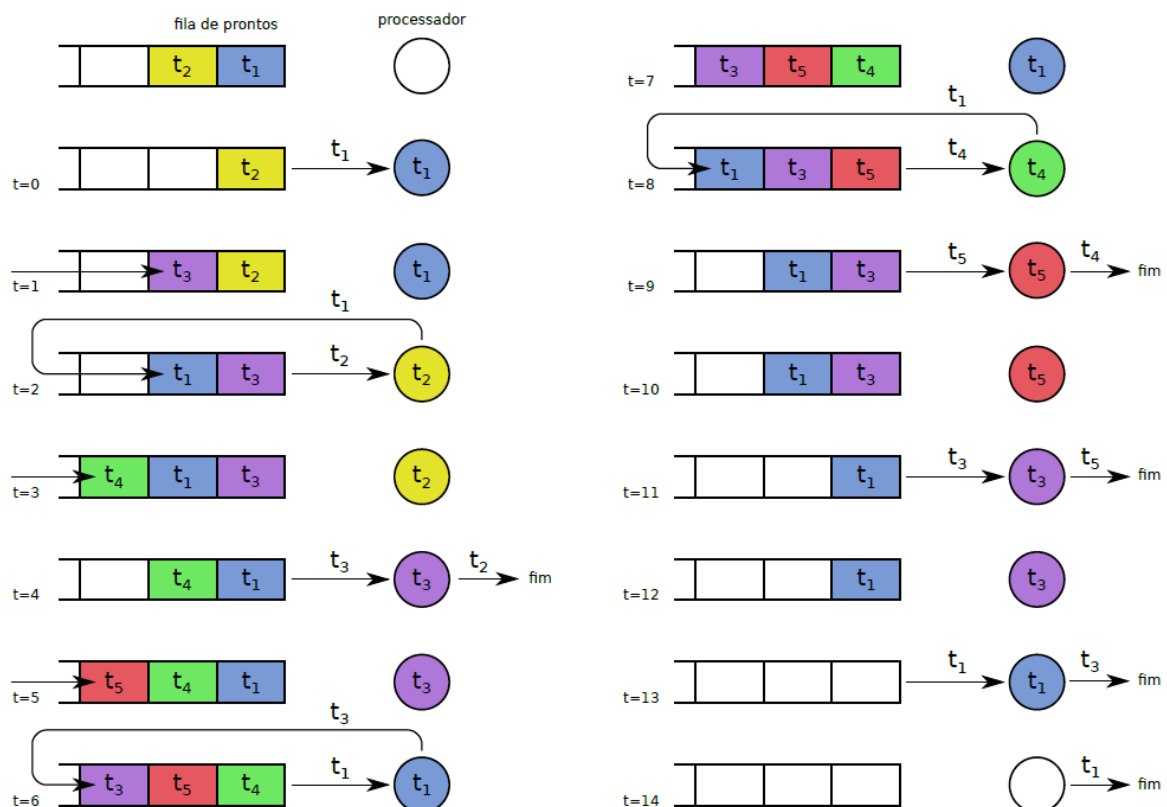 fila de prontos
processador
t₂ t₁
t₁
t=0 t₂ t₁
t=1 t₃ t₂ t₁
t₁
t₂
t=2 t₁ t₃ t₂
t=3 t₄ t₁ t₃ t₂
t₃ t₂
t=4 t₄ t₁ t₃ fim
t=5 t₅ t₄ t₁ t₃
t₃
t₁
t=6 t₃ t₅ t₄ t₁
t=7 t₃ t₅ t₄ t₁
t₁
t₄
t=8 t₁ t₃ t₅ t₄
t₅ t₄
t=9 t₁ t₃ t₅ fim
t=10 t₁ t₃ t₅
t₃ t₅
t=11 t₁ t₃ fim
t=12 t₁ t₃
t₁ t₃
t=13 t₁ fim
t₁
t=14 fim